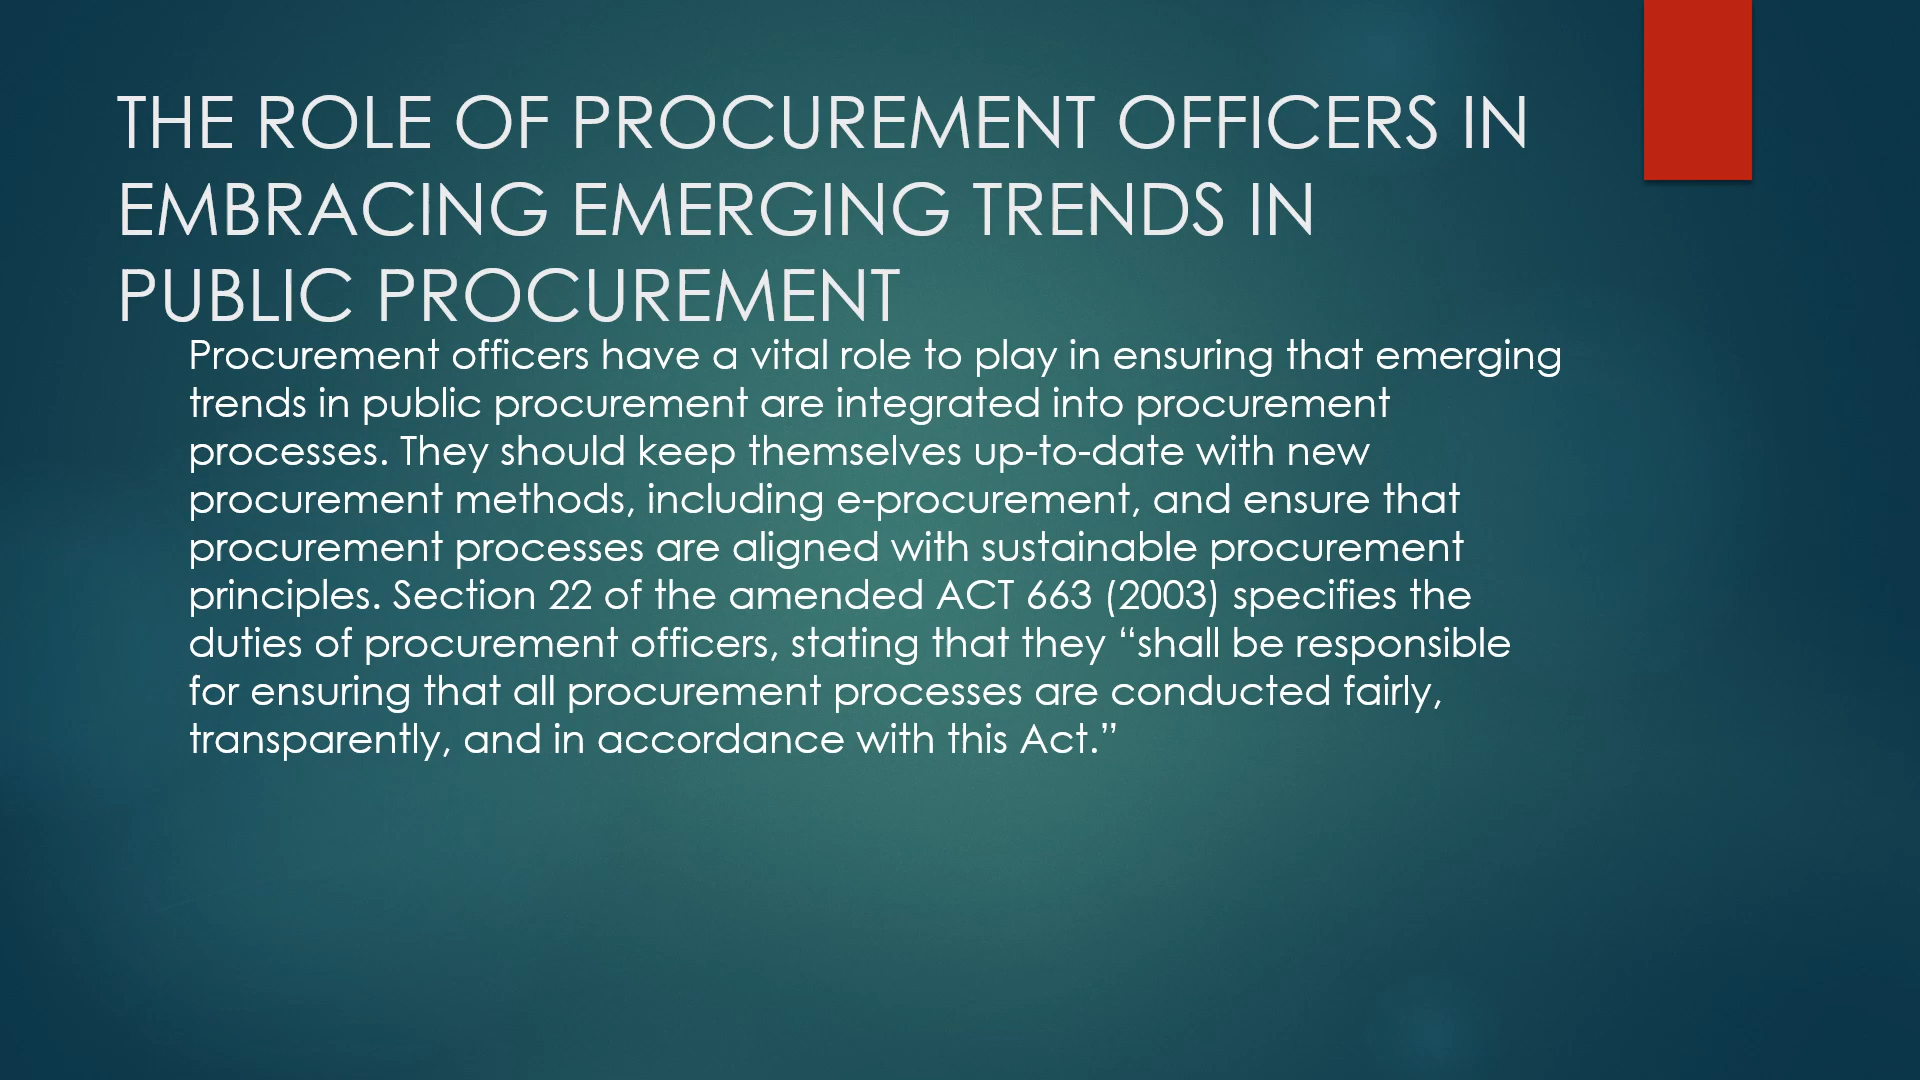 THE ROLE OF PROCUREMENT OFFICERS IN
EMBRACING EMERGING TRENDS IN
PUBLIC PROCUREMENT
Procurement officers have a vital role to play in ensuring that emerging
trends in public procurement are integrated into procurement
processes. They should keep themselves up-to-date with new
procurement methods, including e-procurement, and ensure that
procurement processes are aligned with sustainable procurement
principles. Section 22 of the amended ACT 663 (2003) specifies the
duties of procurement officers, stating that they “shall be responsible
for ensuring that all procurement processes are conducted fairly,
transparently, and in accordance with this Act.”